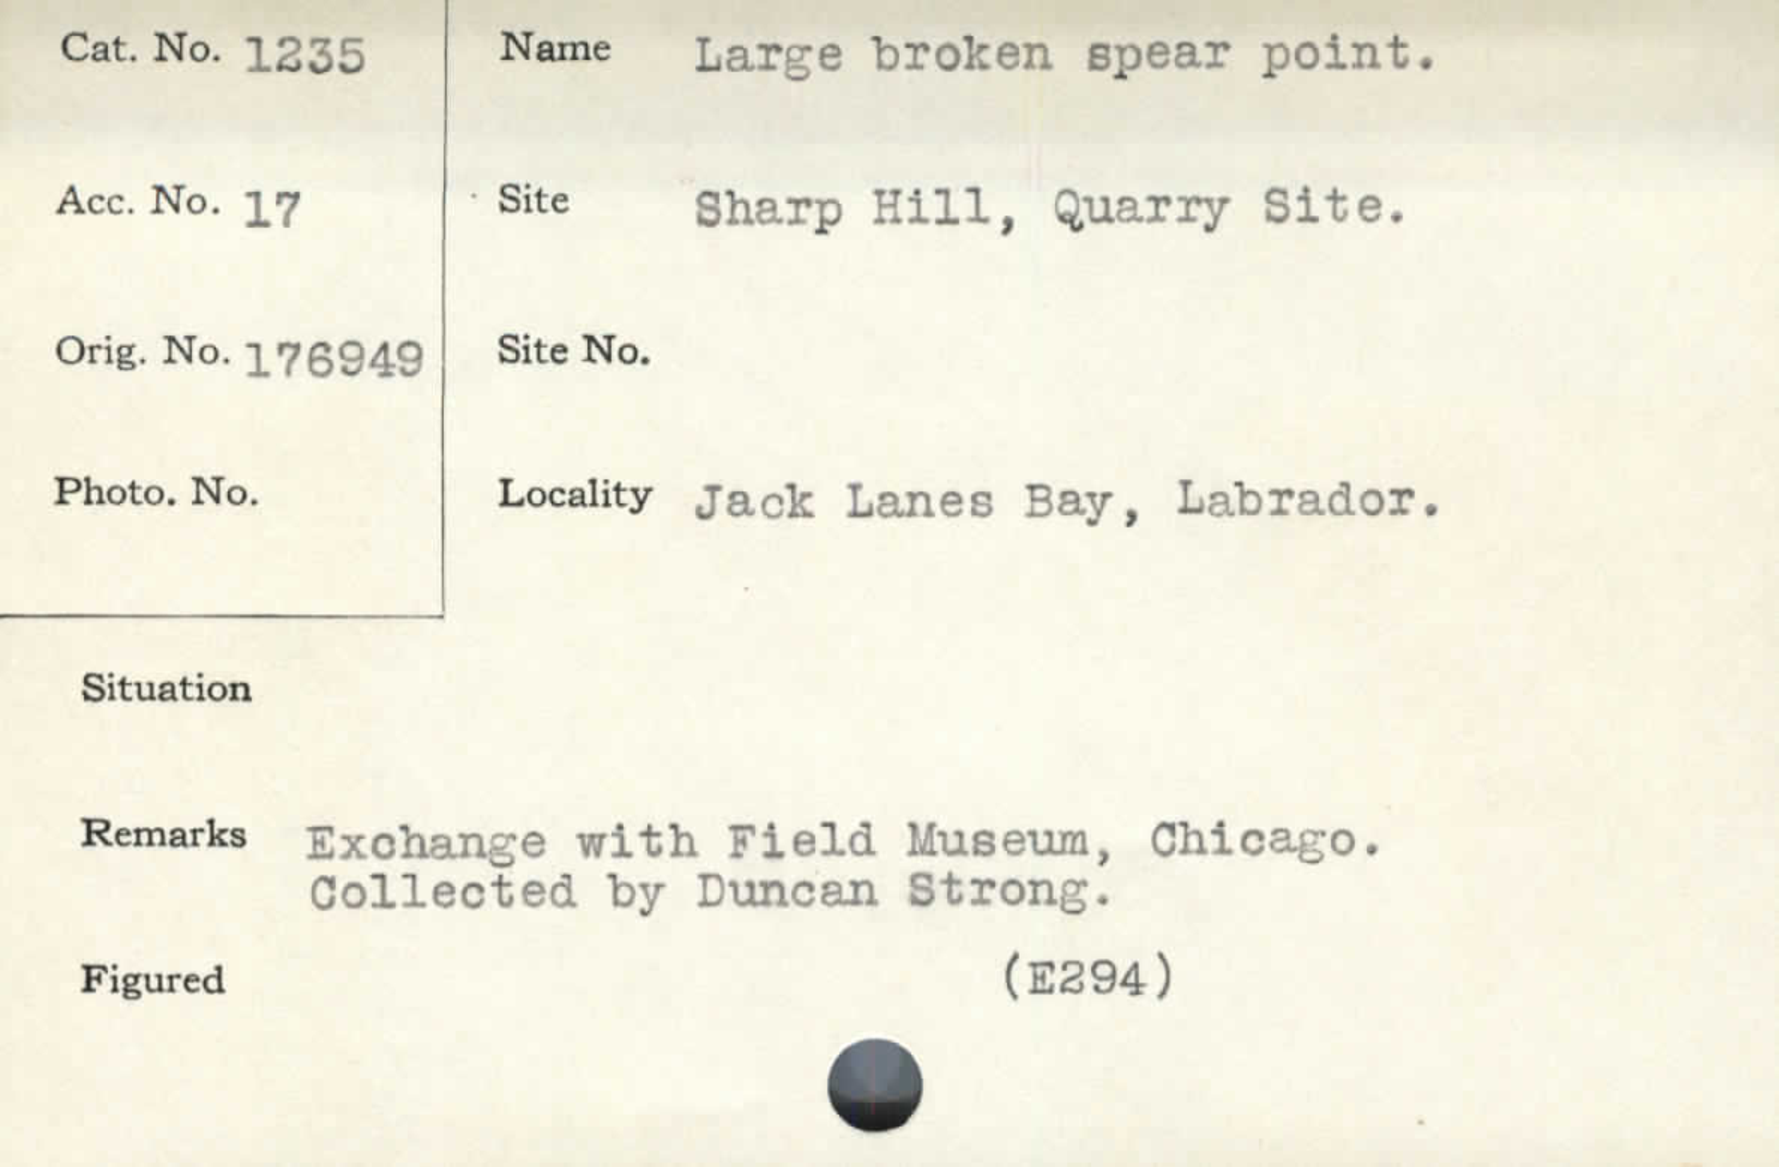 Cat. No. 1235
Name Large broken spear point.
Acc. No. 17
Site Sharp Hill, Quarry Site.
Orig. No. 176949
Site No.
Photo. No.
Locality Jack Lanes Bay, Labrador.
Situation
Remarks Exchange with Field Museum, Chicago.
Collected by Duncan Strong.
Figured (E294)